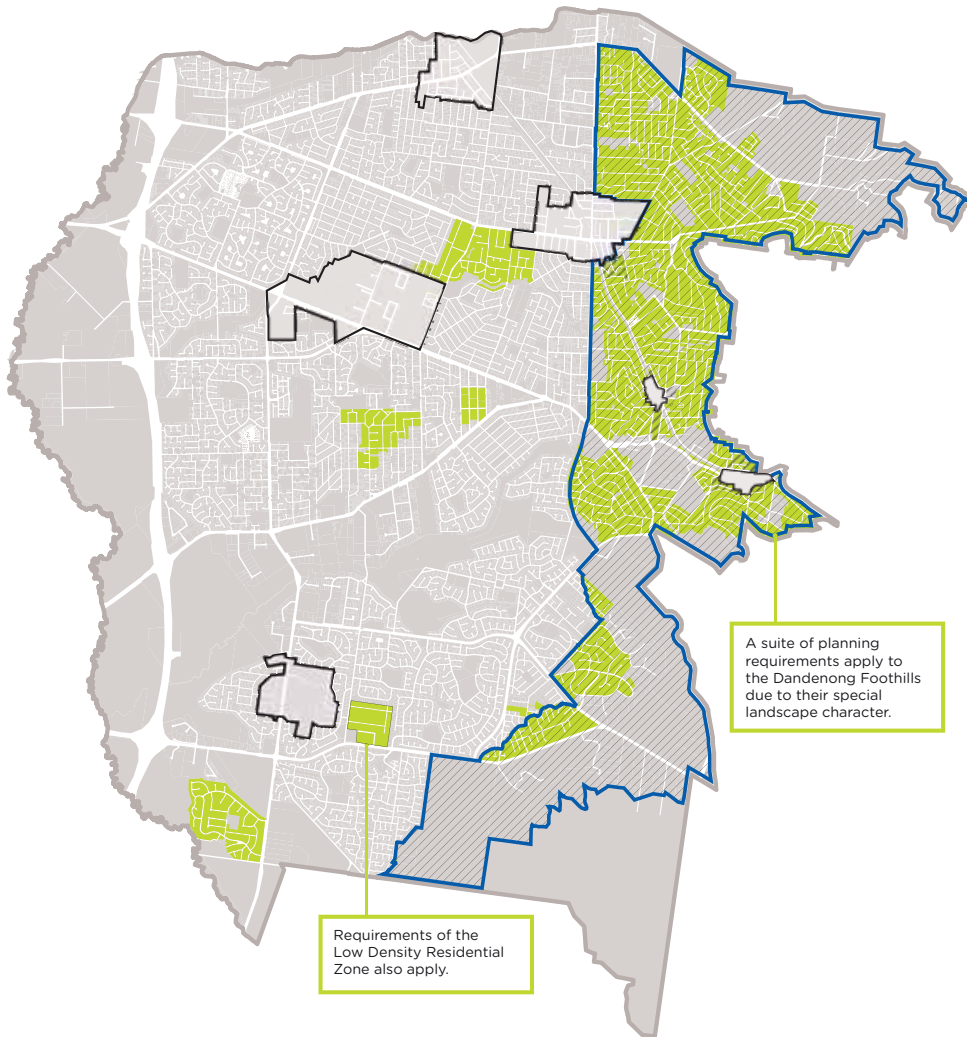 A suite of planning
requirements apply to
the Dandenong Foothills
due to their special
landscape character.
Requirements of the
Low Density Residential
Zone also apply.